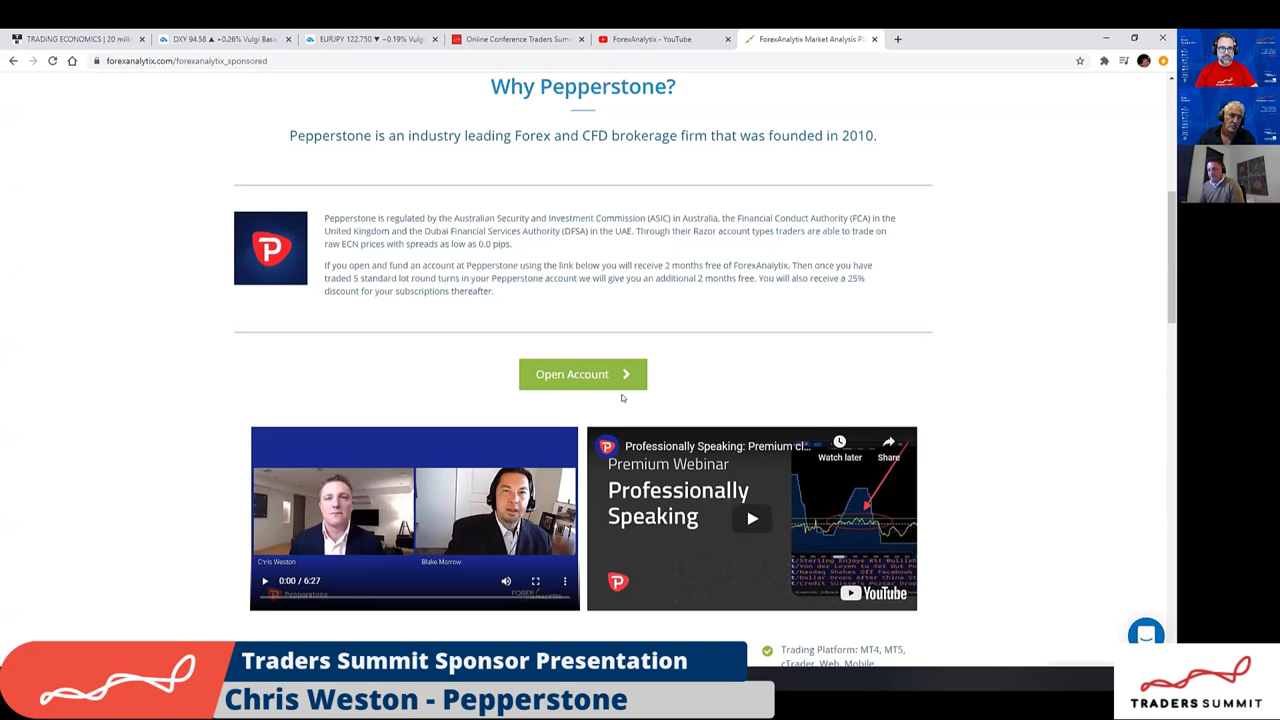 TRADING ECONOMICS | 20 milli
DXY 94.58 ▲ +0.26% Vulgi Basic
EURJPY 122.750 ▼ −0.19% Vulgi
Online Conference Traders Sum
ForexAnalytix - YouTube
ForexAnalytix Market Analysis Pl
forexanalytix.com/forexanalytix_sponsored
Why Pepperstone?
Pepperstone is an industry leading Forex and CFD brokerage firm that was founded in 2010.
Pepperstone is regulated by the Australian Security and Investment Commission (ASIC) in Australia, the Financial Conduct Authority (FCA) in the
United Kingdom and the Dubai Financial Services Authority (DFSA) in the UAE. Through their Razor account types traders are able to trade on
raw ECN prices with spreads as low as 0.0 pips.
If you open and fund an account at Pepperstone using the link below you will receive 2 months free of ForexAnalytix. Then once you have
traded 5 standard lot round turns in your Pepperstone account we will give you an additional 2 months free. You will also receive a 25%
discount for your subscriptions thereafter.
Open Account
Chris Weston
Blake Morrow
0:00 / 6:27
Pepperstone
Professionally Speaking: Premium cl...
Watch later
Share
Premium Webinar
Professionally
Speaking
YouTube
Trading Platform: MT4, MT5,
cTrader, Web, Mobile
Traders Summit Sponsor Presentation
Chris Weston - Pepperstone
TRADERS SUMMIT